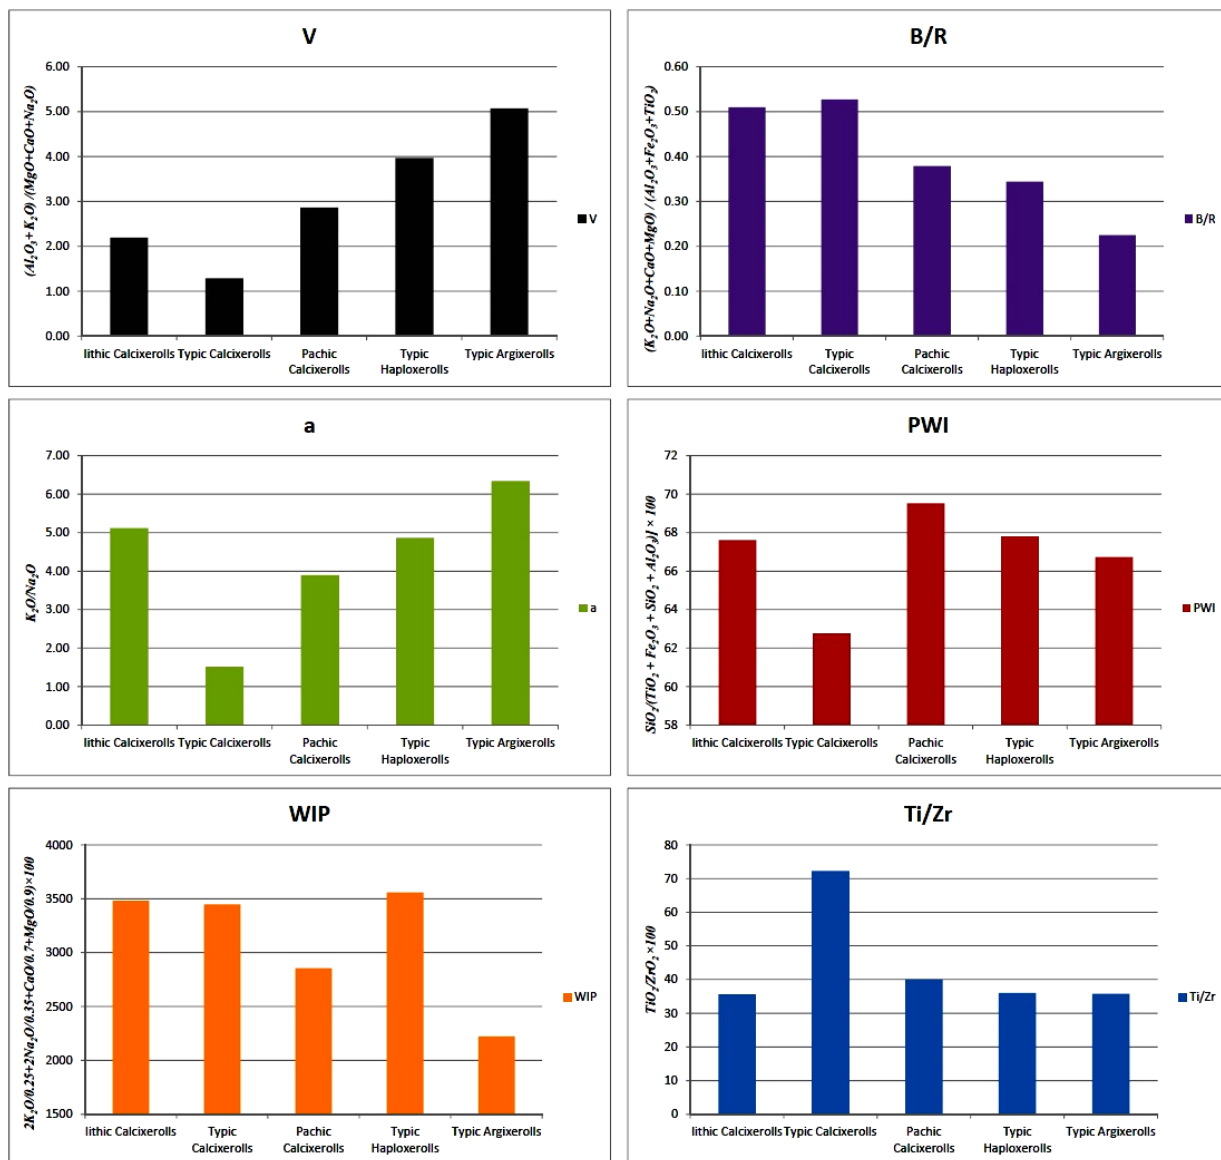 V
6.00
5.00
4.00
3.00
2.00
1.00
0.00
(Al₂O₃ + K₂O) /(MgO+CaO+Na₂O)
lithic Calcixerolls Typic Calcixerolls Pachic Calcixerolls Typic Haploxerolls Typic Argixerolls
V
B/R
0.60
0.50
0.40
0.30
0.20
0.10
0.00
(K₂O+Na₂O+CaO+MgO) / (Al₂O₃+Fe₂O₃+TiO₂)
lithic Calcixerolls Typic Calcixerolls Pachic Calcixerolls Typic Haploxerolls Typic Argixerolls
B/R
a
7.00
6.00
5.00
4.00
3.00
2.00
1.00
0.00
K₂O/Na₂O
lithic Calcixerolls Typic Calcixerolls Pachic Calcixerolls Typic Haploxerolls Typic Argixerolls
a
PWI
72
70
68
66
64
62
60
58
SiO₂/(TiO₂ + Fe₂O₃ + SiO₂ + Al₂O₃)] × 100
lithic Calcixerolls Typic Calcixerolls Pachic Calcixerolls Typic Haploxerolls Typic Argixerolls
PWI
WIP
4000
3500
3000
2500
2000
1500
2K₂O/0.25+2Na₂O/0.35+CaO/0.7+MgO/0.9)×100
lithic Calcixerolls Typic Calcixerolls Pachic Calcixerolls Typic Haploxerolls Typic Argixerolls
WIP
Ti/Zr
80
70
60
50
40
30
20
10
0
TiO₂/ZrO₂ ×100
lithic Calcixerolls Typic Calcixerolls Pachic Calcixerolls Typic Haploxerolls Typic Argixerolls
Ti/Zr